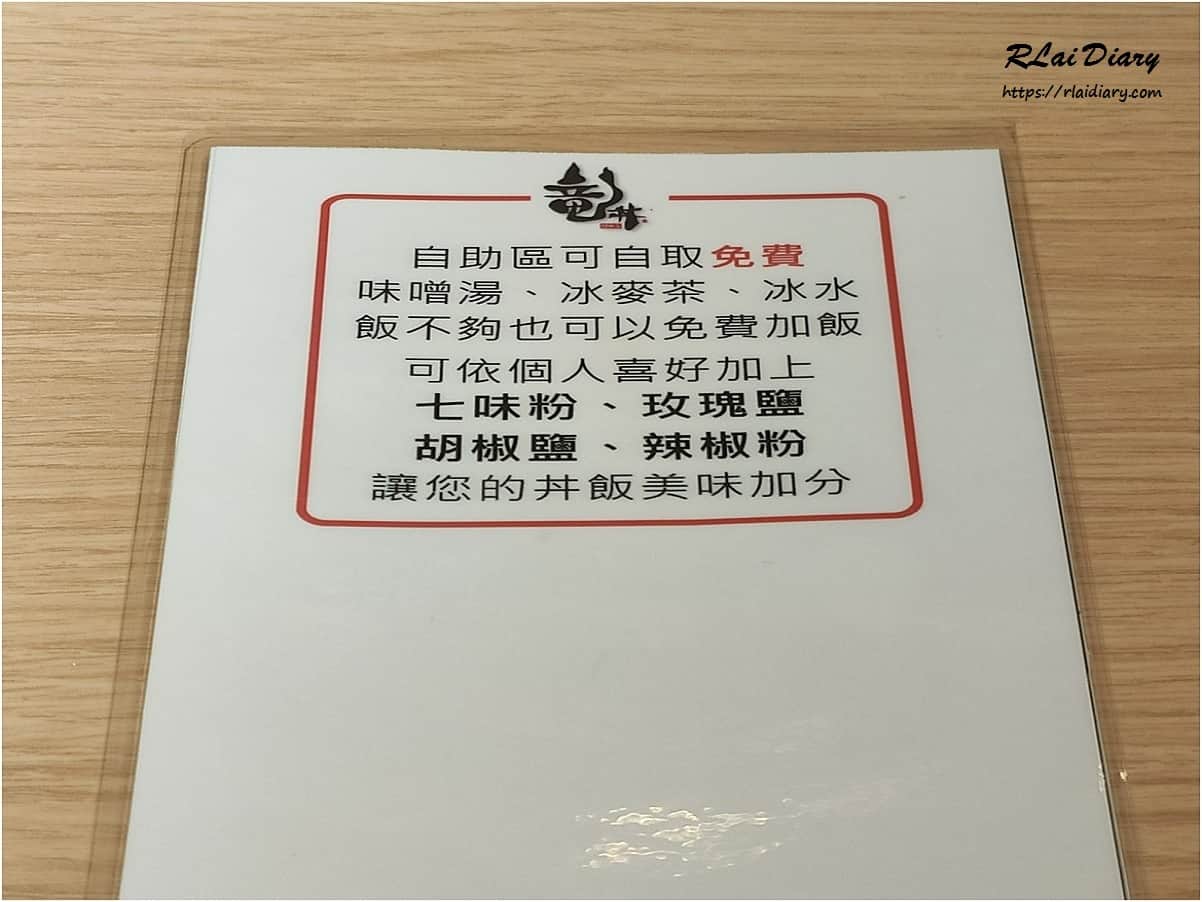 RLai Diary
https://rlaidiary.com
自助區可自取免費
味噌湯、冰麥茶、冰水
飯不夠也可以免費加飯
可依個人喜好加上
七味粉、玫瑰鹽
胡椒鹽、辣椒粉
讓您的丼飯美味加分